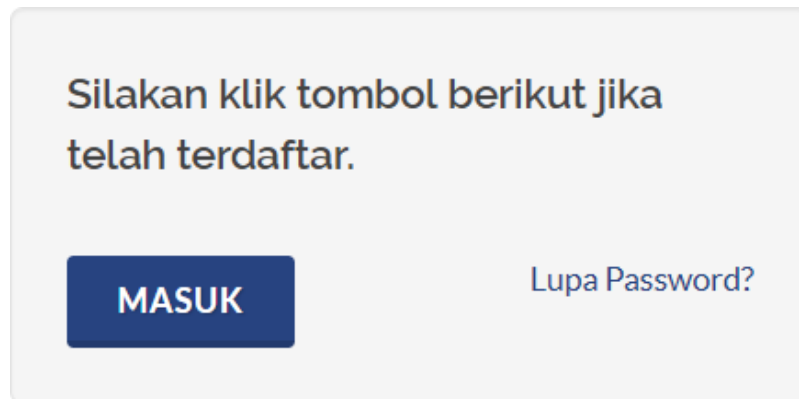 Silakan klik tombol berikut jika
telah terdaftar.
MASUK
Lupa Password?